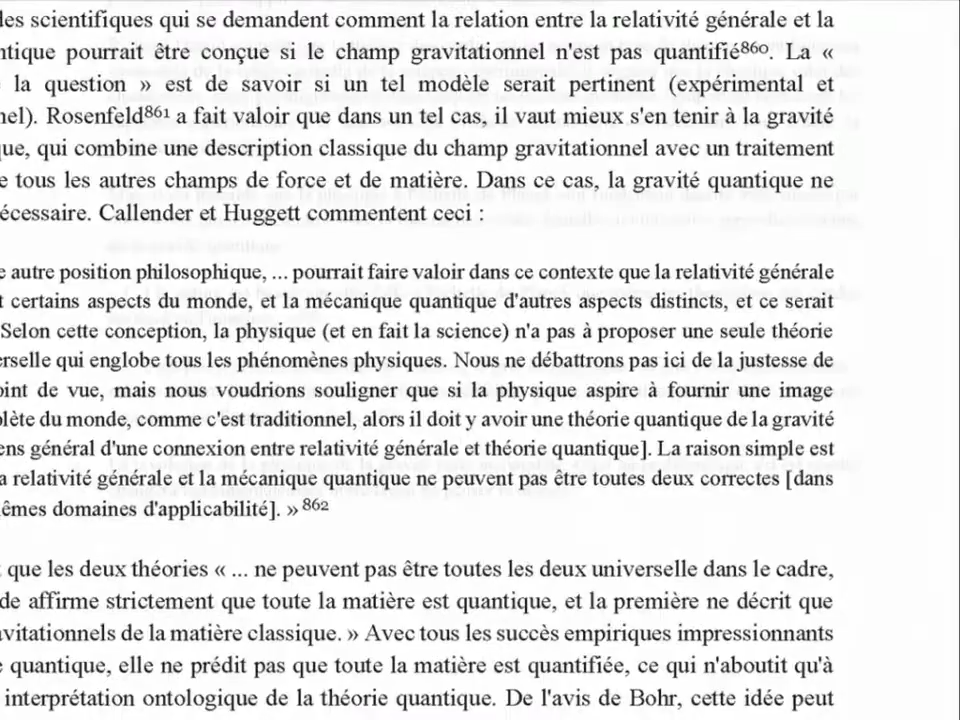 les scientifiques qui se demandent comment la relation entre la relativité générale et la
ntique pourrait être conçue si le champ gravitationnel n'est pas quantifié⁸⁶⁰. La «
la question » est de savoir si un tel modèle serait pertinent (expérimental et
nel). Rosenfeld⁸⁶¹ a fait valoir que dans un tel cas, il vaut mieux s'en tenir à la gravité
que, qui combine une description classique du champ gravitationnel avec un traitement
e tous les autres champs de force et de matière. Dans ce cas, la gravité quantique ne
écessaire. Callender et Huggett commentent ceci :
e autre position philosophique, ... pourrait faire valoir dans ce contexte que la relativité générale
t certains aspects du monde, et la mécanique quantique d'autres aspects distincts, et ce serait
Selon cette conception, la physique (et en fait la science) n'a pas à proposer une seule théorie
erselle qui englobe tous les phénomènes physiques. Nous ne débattrons pas ici de la justesse de
oint de vue, mais nous voudrions souligner que si la physique aspire à fournir une image
plète du monde, comme c'est traditionnel, alors il doit y avoir une théorie quantique de la gravité
ens général d'une connexion entre relativité générale et théorie quantique]. La raison simple est
a relativité générale et la mécanique quantique ne peuvent pas être toutes deux correctes [dans
êmes domaines d'applicabilité]. » ⁸⁶²
que les deux théories « ... ne peuvent pas être toutes les deux universelle dans le cadre,
de affirme strictement que toute la matière est quantique, et la première ne décrit que
avitationnels de la matière classique. » Avec tous les succès empiriques impressionnants
e quantique, elle ne prédit pas que toute la matière est quantifiée, ce qui n'aboutit qu'à
interprétation ontologique de la théorie quantique. De l'avis de Bohr, cette idée peut